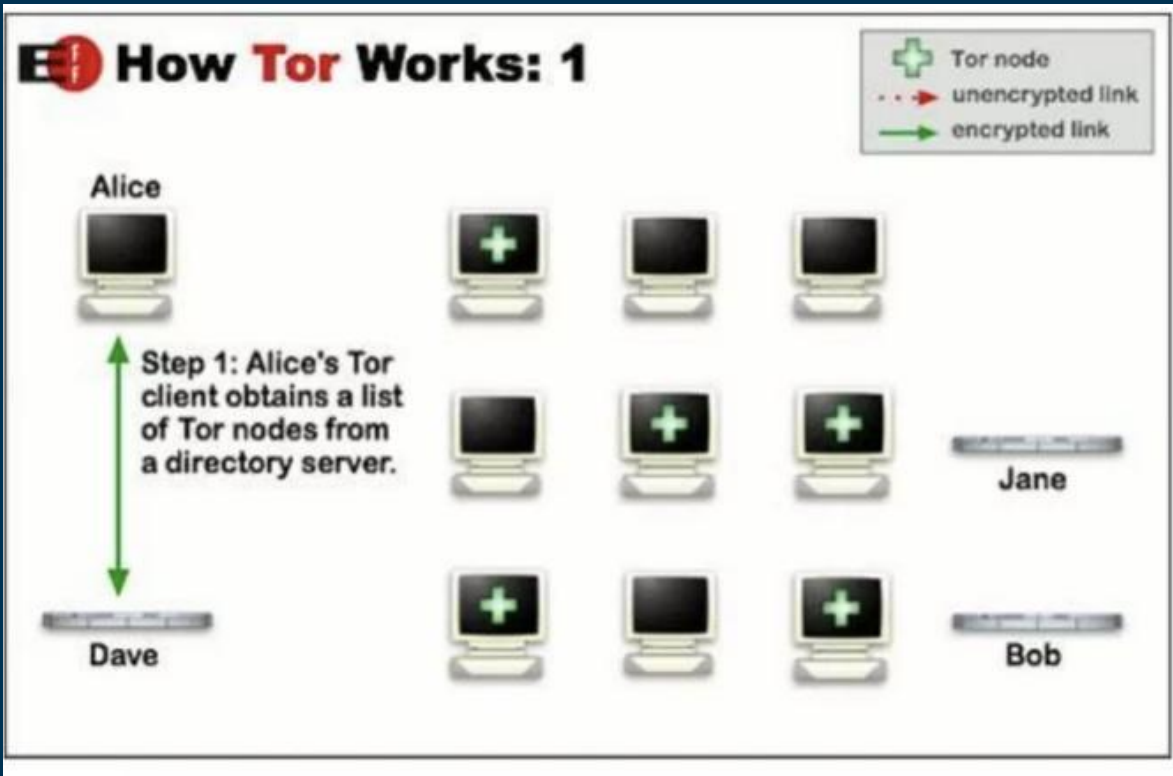 EFF How Tor Works: 1
Tor node
unencrypted link
encrypted link
Alice
Step 1: Alice's Tor
client obtains a list
of Tor nodes from
a directory server.
Jane
Dave
Bob